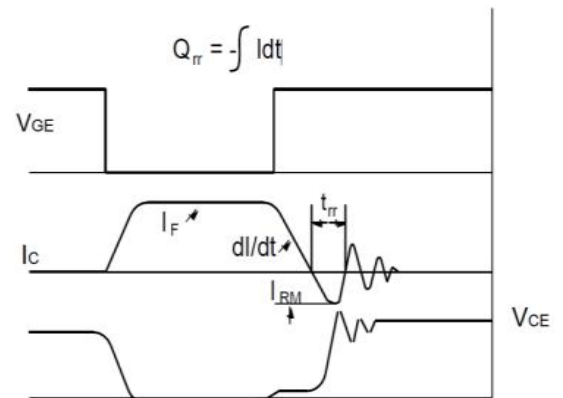 Qrr = -∫ Idt
VGE
trr
IF
dI/dt
IC
IRM
VCE